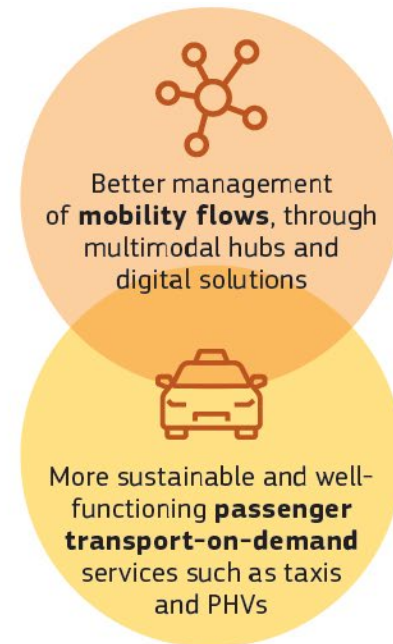 Better management
of mobility flows, through
multimodal hubs and
digital solutions
More sustainable and well-
functioning passenger
transport-on-demand
services such as taxis
and PHVs